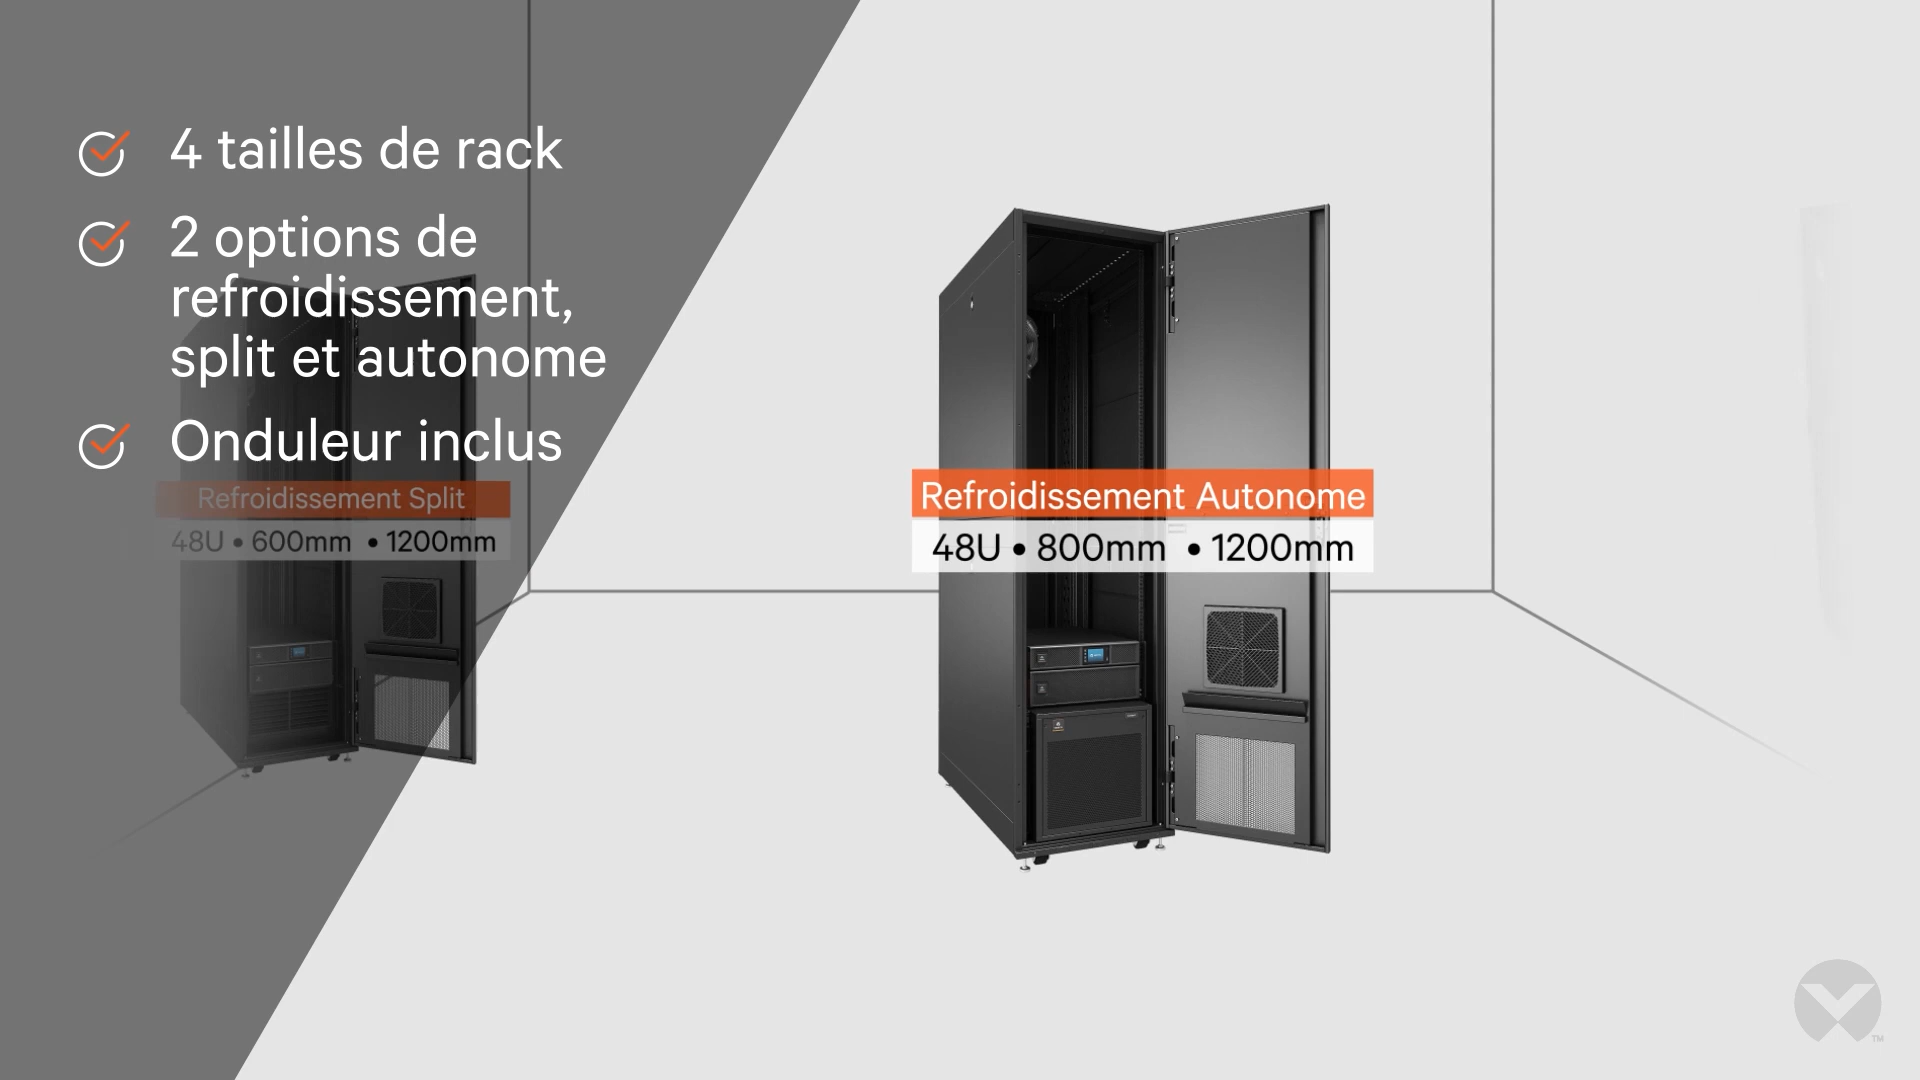 4 tailles de rack
2 options de
refroidissement,
split et autonome
Onduleur inclus
Refroidissement Split
48U • 600mm • 1200mm
Refroidissement Autonome
48U • 800mm • 1200mm
TM